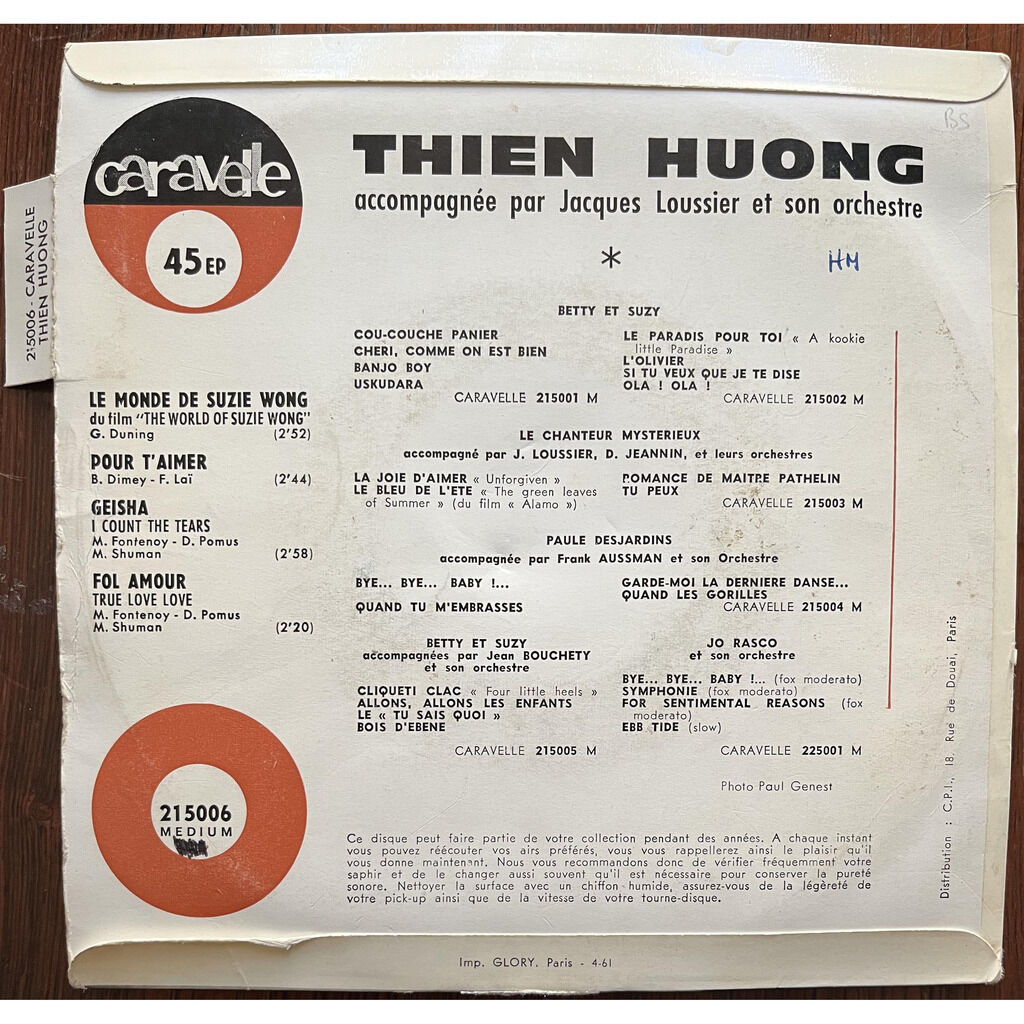 THIEN HUONG
accompagnée par Jacques Loussier et son orchestre
BS
*
HM
caravelle
45 EP
2*5006 - CARAVELLE
THIEN HUONG
LE MONDE DE SUZIE WONG
du film "THE WORLD OF SUZIE WONG"
G. Duning (2'52)
POUR T'AIMER
B. Dimey - F. Laï (2'44)
GEISHA
I COUNT THE TEARS
M. Fontenoy - D. Pomus
M. Shuman (2'58)
FOL AMOUR
TRUE LOVE LOVE
M. Fontenoy - D. Pomus
M. Shuman (2'20)
215006
MEDIUM
BETTY ET SUZY
COU-COUCHE PANIER
CHERI, COMME ON EST BIEN
BANJO BOY
USKUDARA
CARAVELLE 215001 M
LE PARADIS POUR TOI « A kookie
little Paradise »
L'OLIVIER
SI TU VEUX QUE JE TE DISE
OLA ! OLA !
CARAVELLE 215002 M
LE CHANTEUR MYSTERIEUX
accompagné par J. LOUSSIER, D. JEANNIN, et leurs orchestres
LA JOIE D'AIMER « Unforgiven »
LE BLEU DE L'ETE « The green leaves
of Summer » (du film « Alamo »)
ROMANCE DE MAITRE PATHELIN
TU PEUX
CARAVELLE 215003 M
PAULE DESJARDINS
accompagnée par Frank AUSSMAN et son Orchestre
BYE... BYE... BABY !...
QUAND TU M'EMBRASSES
GARDE-MOI LA DERNIERE DANSE...
QUAND LES GORILLES
CARAVELLE 215004 M
BETTY ET SUZY
accompagnées par Jean BOUCHETY
et son orchestre
CLIQUETI CLAC « Four little heels »
ALLONS, ALLONS LES ENFANTS
LE « TU SAIS QUOI »
BOIS D'EBENE
CARAVELLE 215005 M
JO RASCO
et son orchestre
BYE... BYE... BABY !... (fox moderato)
SYMPHONIE (fox moderato)
FOR SENTIMENTAL REASONS (fox
moderato)
EBB TIDE (slow)
CARAVELLE 225001 M
Photo Paul Genest
Ce disque peut faire partie de votre collection pendant des années. A chaque instant
vous pouvez réécouter vos airs préférés, vous vous rappellerez ainsi le plaisir qu'il
vous donne maintenant. Nous vous recommandons donc de vérifier fréquemment votre
saphir et de le changer aussi souvent qu'il est nécessaire pour conserver la pureté
sonore. Nettoyer la surface avec un chiffon humide, assurez-vous de la légèreté de
votre pick-up ainsi que de la vitesse de votre tourne-disque.
Distribution : C.P.I., 18, Rue de Douai, Paris
Imp. GLORY, Paris - 4-61